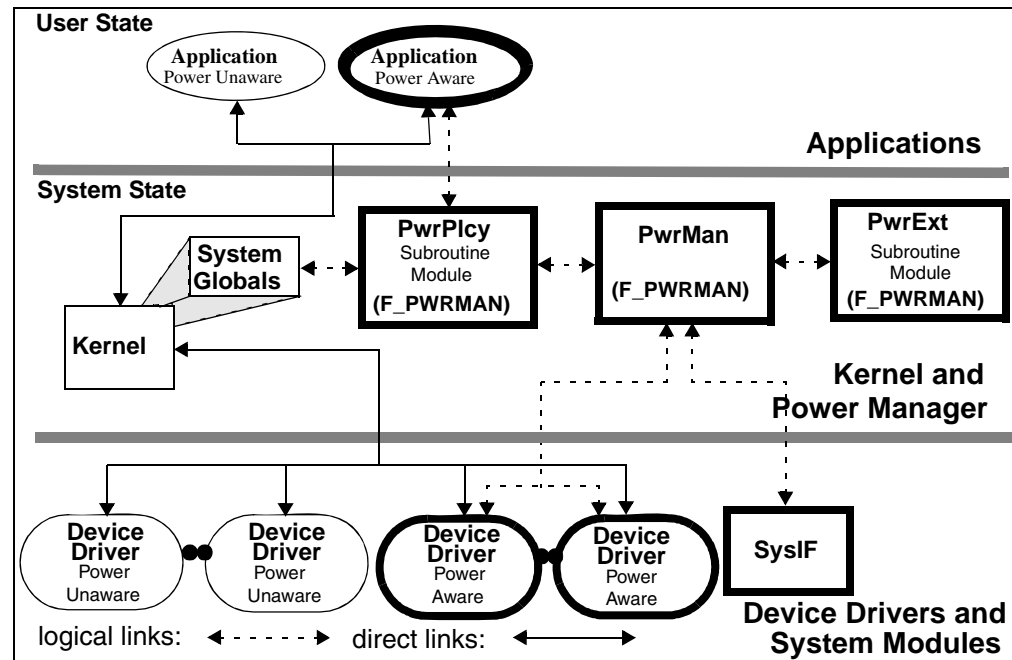 User State
Application
Power Unaware
Application
Power Aware
Applications
System State
System
Globals
PwrPlcy
Subroutine
Module
(F_PWRMAN)
PwrMan
(F_PWRMAN)
PwrExt
Subroutine
Module
(F_PWRMAN)
Kernel
Kernel and
Power Manager
Device
Driver
Power
Unaware
Device
Driver
Power
Unaware
Device
Driver
Power
Aware
Device
Driver
Power
Aware
SysIF
Device Drivers and
System Modules
logical links:
direct links: